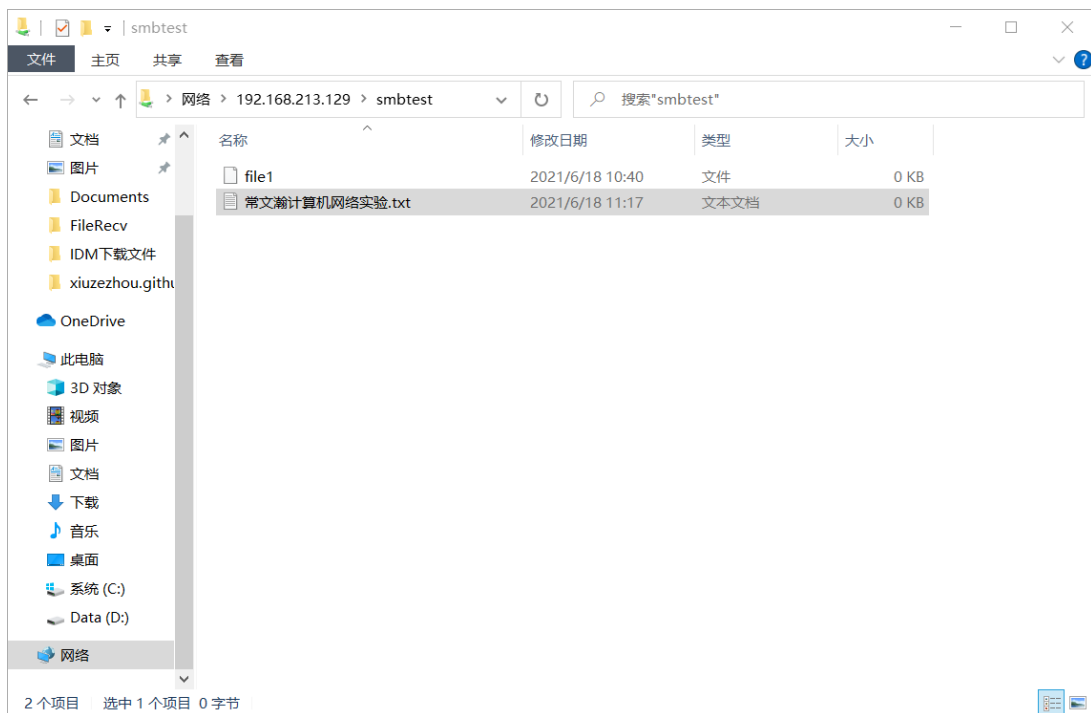 smbtest
文件 主页 共享 查看
网络 192.168.213.129 smbtest 搜索"smbtest"
名称 修改日期 类型 大小
file1 2021/6/18 10:40 文件 0 KB
常文瀚计算机网络实验.txt 2021/6/18 11:17 文本文档 0 KB
文档
图片
Documents
FileRecv
IDM下载文件
xiuzezhou.githu
OneDrive
此电脑
3D 对象
视频
图片
文档
下载
音乐
桌面
系统 (C:)
Data (D:)
网络
2 个项目 选中 1 个项目 0 字节